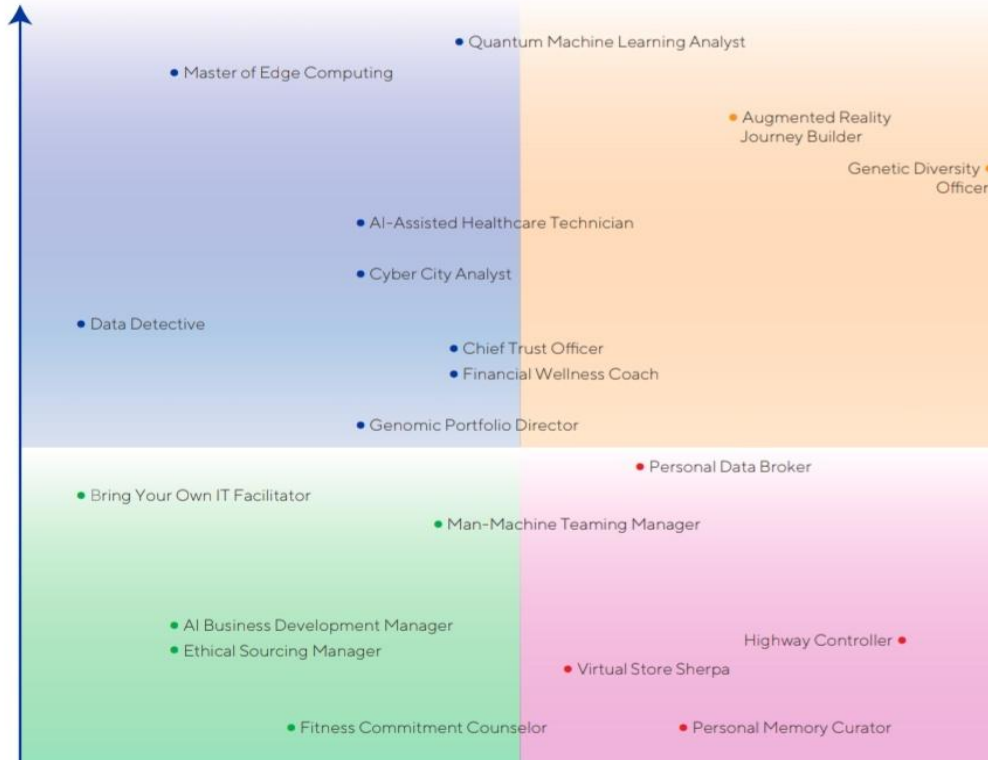 Quantum Machine Learning Analyst
Master of Edge Computing
Augmented Reality
Journey Builder
Genetic Diversity
Officer
AI-Assisted Healthcare Technician
Cyber City Analyst
Data Detective
Chief Trust Officer
Financial Wellness Coach
Genomic Portfolio Director
Personal Data Broker
Bring Your Own IT Facilitator
Man-Machine Teaming Manager
AI Business Development Manager
Highway Controller
Ethical Sourcing Manager
Virtual Store Sherpa
Fitness Commitment Counselor
Personal Memory Curator